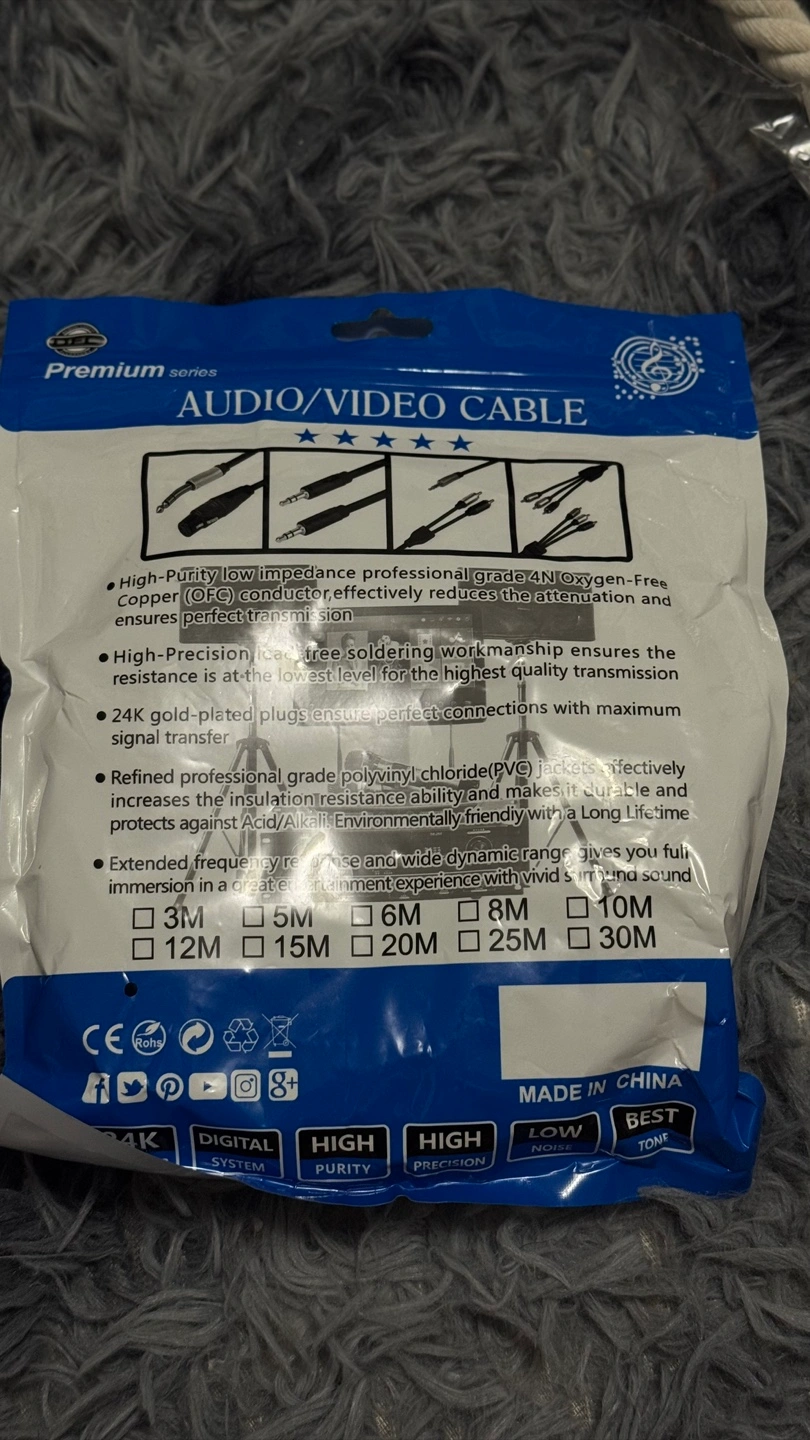 Premium series
AUDIO/VIDEO CABLE
High-Purity low impedance professional grade 4N Oxygen-Free
Copper (OFC) conductor,effectively reduces the attenuation and
ensures perfect transmission
High-Precision free soldering workmanship ensures the
resistance is at the lowest level for the highest quality transmission
24K gold-plated plugs ensure perfect connections with maximum
signal transfer
Refined professional grade polyvinyl chloride(PVC) jackets effectively
increases the insulation resistance ability and makes it durable and
protects against Acid/Alkali. Environmentally friendiy with a Long Lifetime
Extended frequency response and wide dynamic range gives you full
immersion in a great entertainment experience with vivid surround sound
3M 5M 6M 8M 10M
12M 15M 20M 25M 30M
CE Rohs
f g+
MADE IN CHINA
24K DIGITAL HIGH HIGH LOW BEST
SYSTEM PURITY PRECISION NOISE TONE